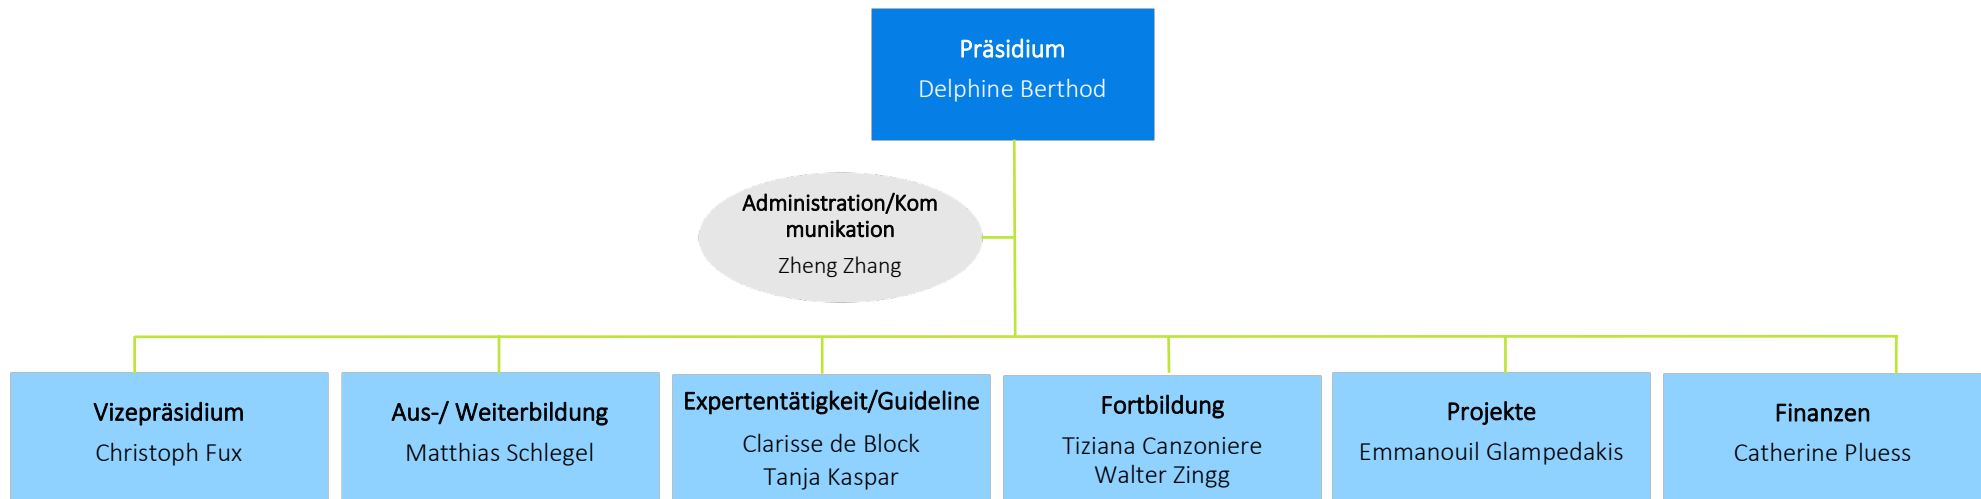 Präsidium
Delphine Berthod
Administration/Kom
munikation
Zheng Zhang
Vizepräsidium
Christoph Fux
Aus-/ Weiterbildung
Matthias Schlegel
Expertentätigkeit/Guideline
Clarisse de Block
Tanja Kaspar
Fortbildung
Tiziana Canzoniere
Walter Zingg
Projekte
Emmanouil Glampedakis
Finanzen
Catherine Pluess